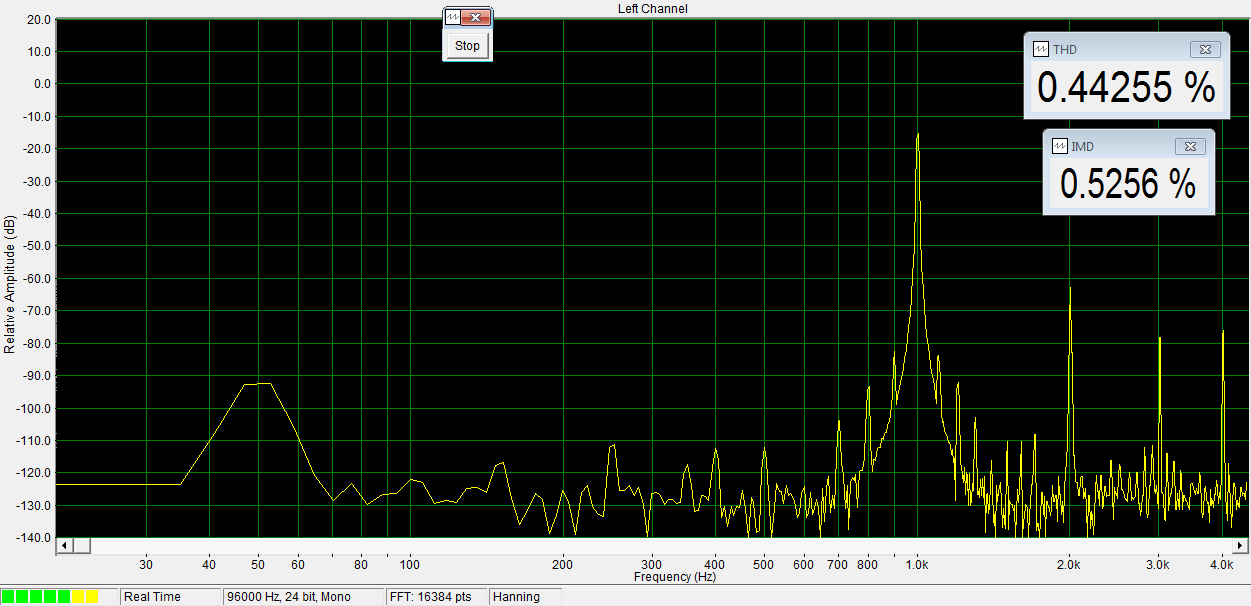 Left Channel
Stop
THD
0.44255 %
IMD
0.5256 %
Relative Amplitude (dB)
20.0
10.0
0.0
-10.0
-20.0
-30.0
-40.0
-50.0
-60.0
-70.0
-80.0
-90.0
-100.0
-110.0
-120.0
-130.0
-140.0
30 40 50 60 80 100 200 300 400 500 600 700 800 1.0k 2.0k 3.0k 4.0k
Frequency (Hz)
Real Time 96000 Hz, 24 bit, Mono FFT: 16384 pts Hanning